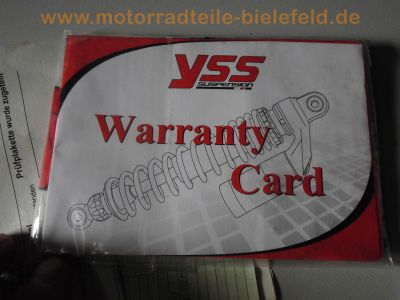 www.motorradteile-bielefeld.de
YSS
SUSPENSION
Warranty
Card
Prüfplakette wurde zugeteilt